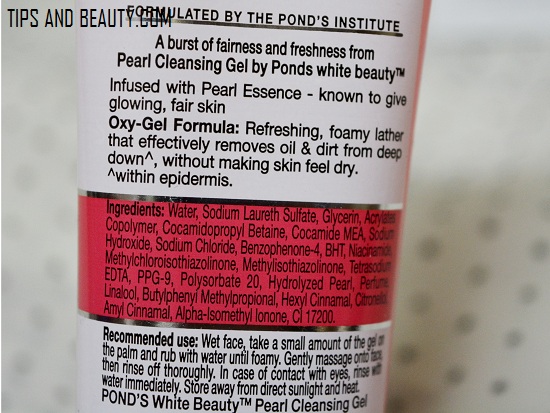 TIPS AND BEAUTY.COM
FORMULATED BY THE POND'S INSTITUTE
A burst of fairness and freshness from
Pearl Cleansing Gel by Ponds white beauty™
Infused with Pearl Essence - known to give
glowing, fair skin
Oxy-Gel Formula: Refreshing, foamy lather
that effectively removes oil & dirt from deep
down^, without making skin feel dry.
^within epidermis.
Ingredients: Water, Sodium Laureth Sulfate, Glycerin, Acrylates
Copolymer, Cocamidopropyl Betaine, Cocamide MEA, Sodium
Hydroxide, Sodium Chloride, Benzophenone-4, BHT, Niacinamide,
Methylchloroisothiazolinone, Methylisothiazolinone, Tetrasodium
EDTA, PPG-9, Polysorbate 20, Hydrolyzed Pearl, Perfume,
Linalool, Butylphenyl Methylpropional, Hexyl Cinnamal, Citronellol,
Amyl Cinnamal, Alpha-Isomethyl Ionone, CI 17200.
Recommended use: Wet face, take a small amount of the gel on
the palm and rub with water until foamy. Gently massage onto face,
then rinse off thoroughly. In case of contact with eyes, rinse with
water immediately. Store away from direct sunlight and heat.
POND'S White Beauty™ Pearl Cleansing Gel